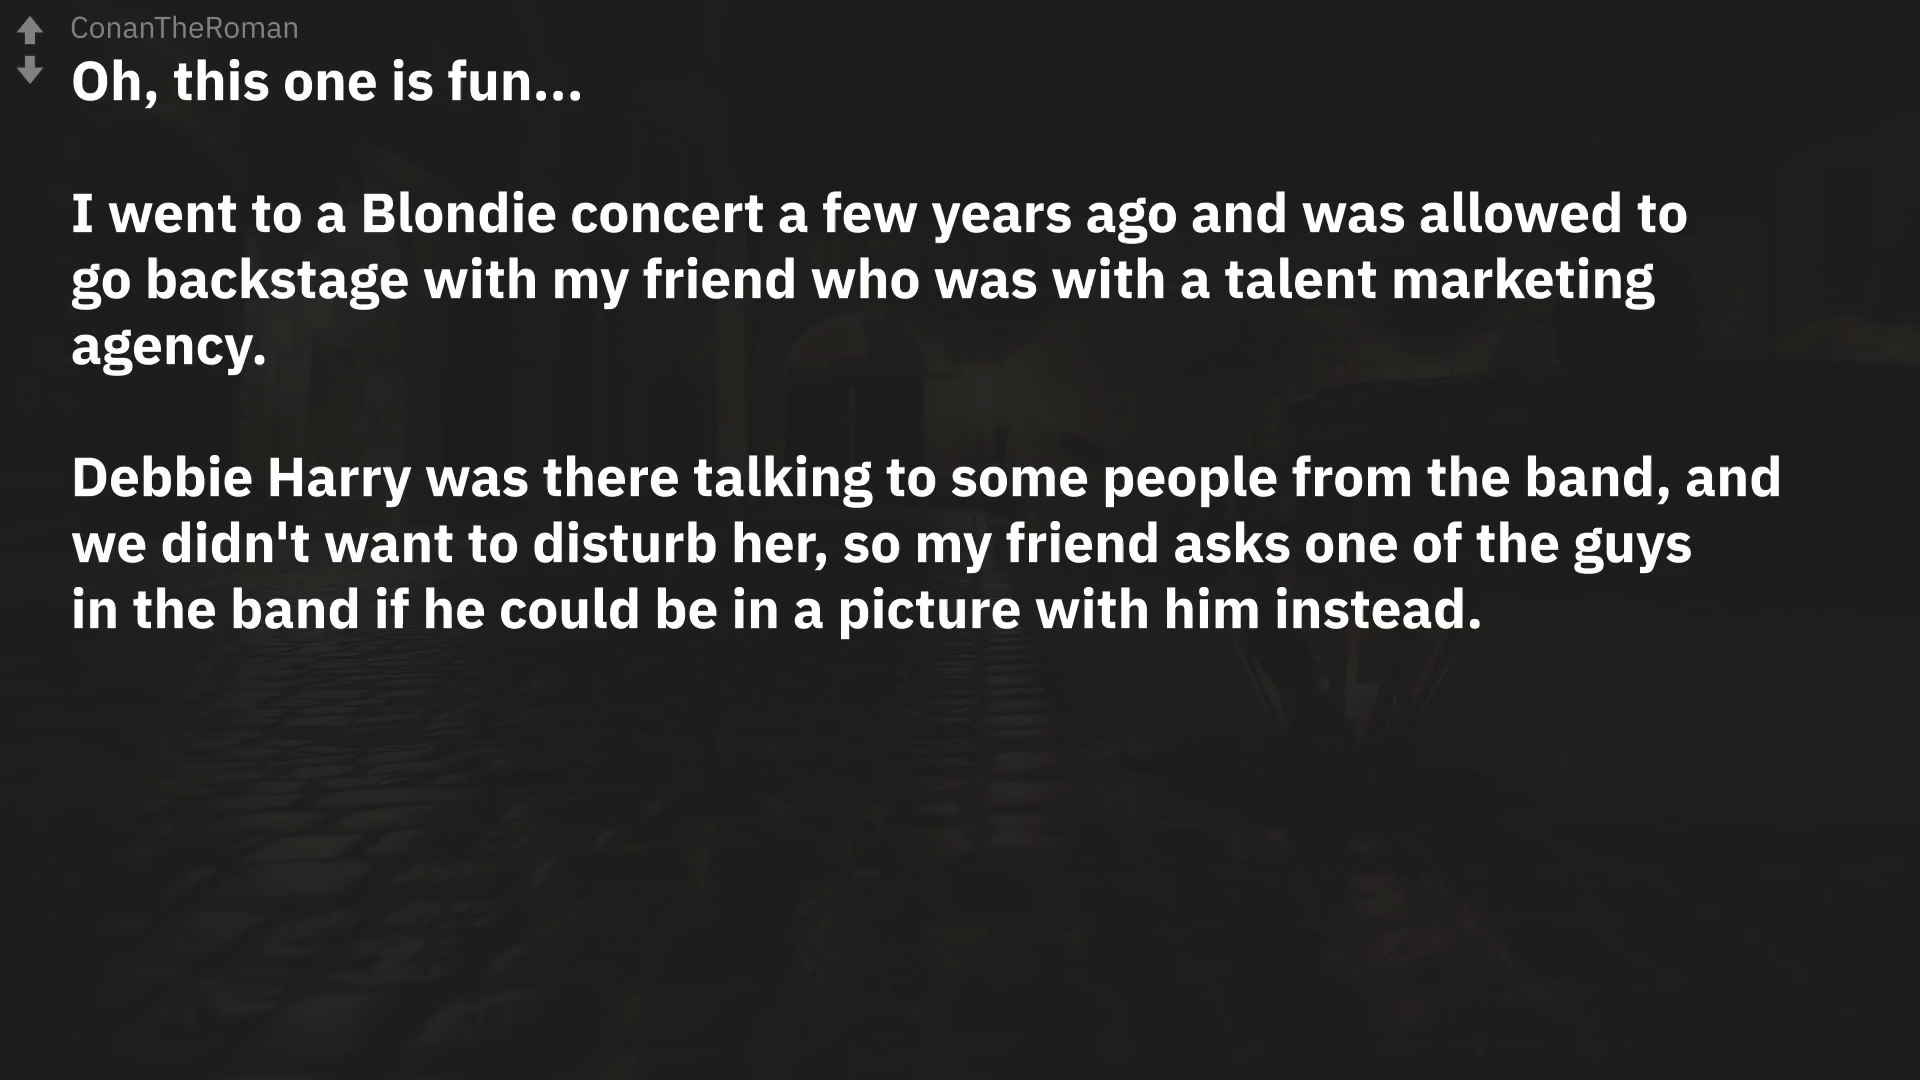 ConanTheRoman
Oh, this one is fun...
I went to a Blondie concert a few years ago and was allowed to
go backstage with my friend who was with a talent marketing
agency.
Debbie Harry was there talking to some people from the band, and
we didn't want to disturb her, so my friend asks one of the guys
in the band if he could be in a picture with him instead.